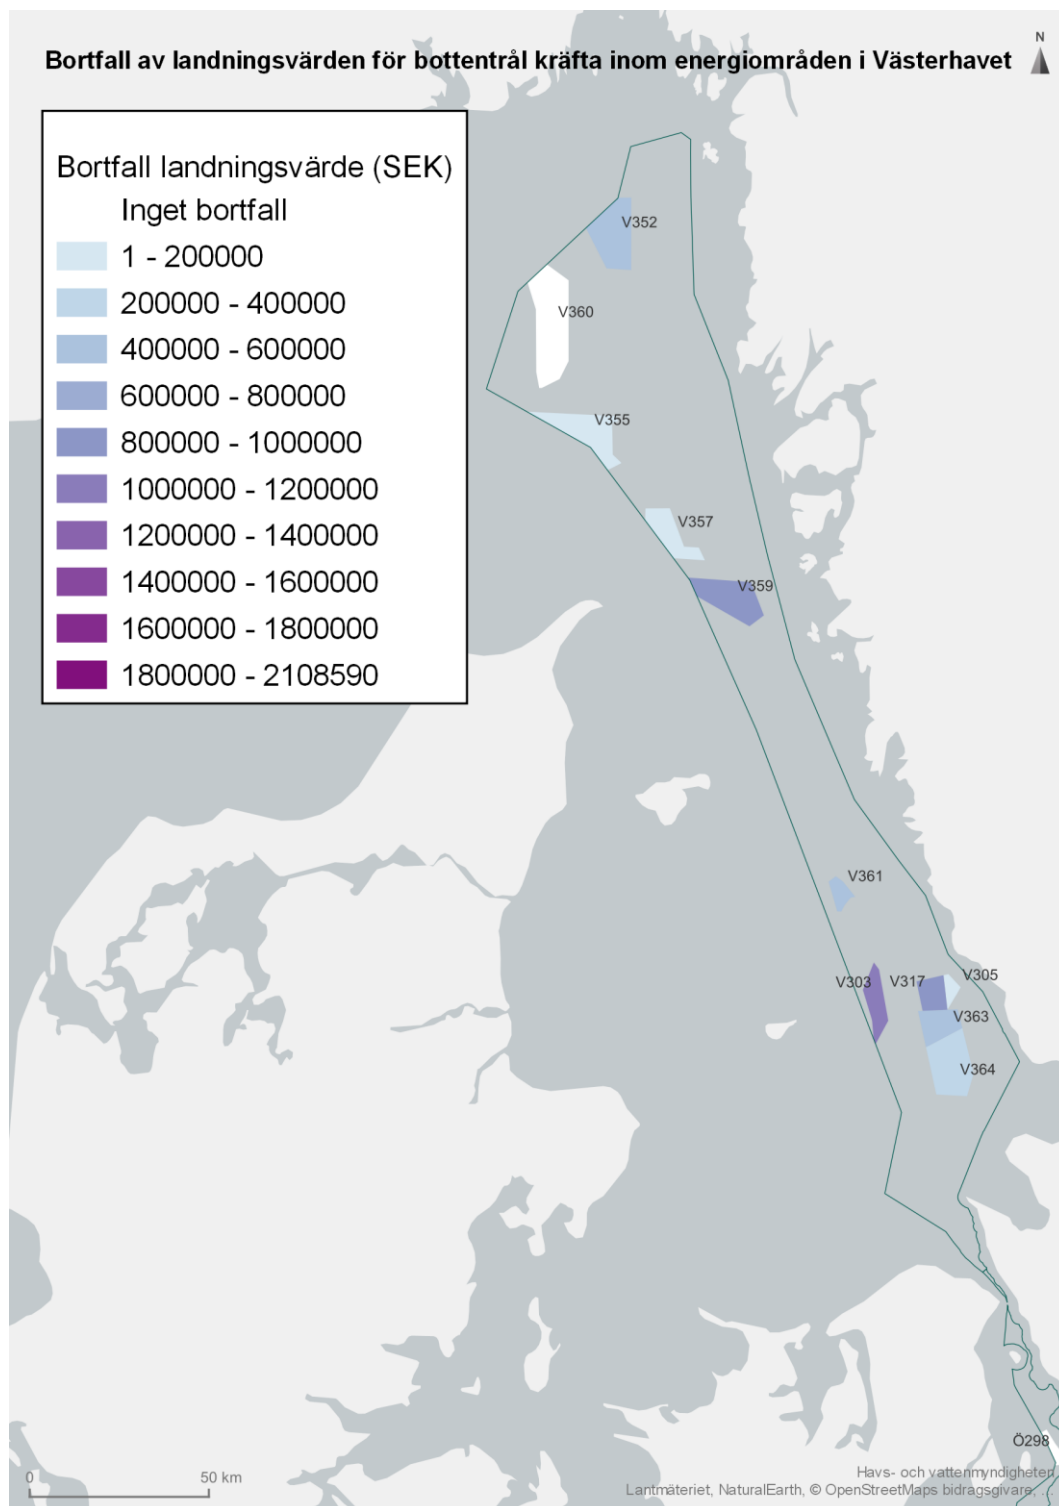 Bortfall av landningsvärden för bottentrål kräfta inom energiområden i Västerhavet
N
Bortfall landningsvärde (SEK)
Inget bortfall
1 - 200000
200000 - 400000
400000 - 600000
600000 - 800000
800000 - 1000000
1000000 - 1200000
1200000 - 1400000
1400000 - 1600000
1600000 - 1800000
1800000 - 2108590
V352
V360
V355
V357
V359
V361
V303
V317
V305
V363
V364
Ö298
0
50 km
Havs- och vattenmyndigheten
Lantmäteriet, NaturalEarth, © OpenStreetMaps bidragsgivare, ...